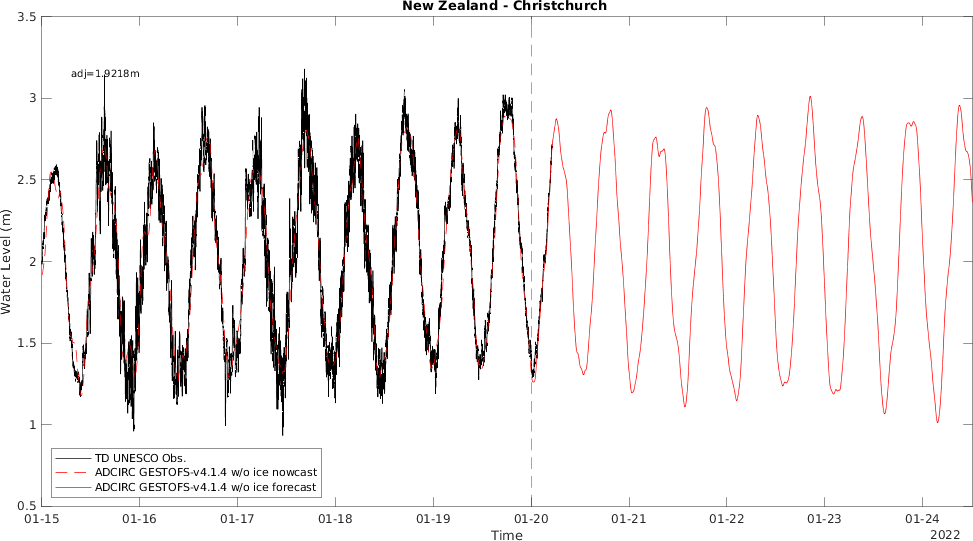 New Zealand - Christchurch
3.5
adj=1.9218m
3
2.5
2
1.5
1
0.5
Water Level (m)
TD UNESCO Obs.
ADCIRC GESTOFS-v4.1.4 w/o ice nowcast
ADCIRC GESTOFS-v4.1.4 w/o ice forecast
01-15 01-16 01-17 01-18 01-19 01-20 01-21 01-22 01-23 01-24
Time
2022